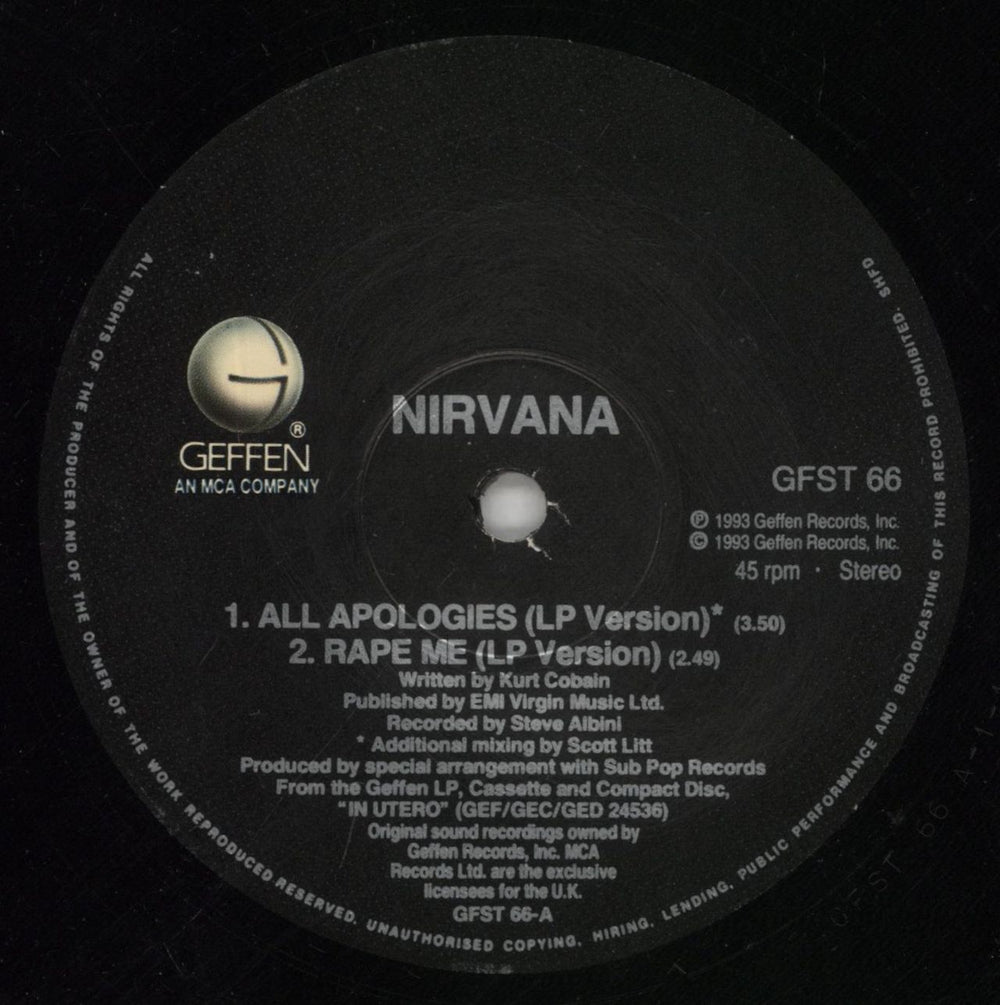 NIRVANA
G
®
GEFFEN
AN MCA COMPANY
GFST 66
℗ 1993 Geffen Records, Inc.
© 1993 Geffen Records, Inc.
45 rpm · Stereo
1. ALL APOLOGIES (LP Version)* (3.50)
2. RAPE ME (LP Version) (2.49)
Written by Kurt Cobain
Published by EMI Virgin Music Ltd.
Recorded by Steve Albini
* Additional mixing by Scott Litt
Produced by special arrangement with Sub Pop Records
From the Geffen LP, Cassette and Compact Disc,
"IN UTERO" (GEF/GEC/GED 24536)
Original sound recordings owned by
Geffen Records, Inc. MCA
Records Ltd. are the exclusive
licensees for the U.K.
GFST 66-A
ALL RIGHTS OF THE PRODUCER AND OF THE OWNER OF THE WORK REPRODUCED RESERVED. UNAUTHORISED COPYING, HIRING, LENDING, PUBLIC PERFORMANCE AND BROADCASTING OF THIS RECORD PROHIBITED. SHFD
GFST 66 A-1